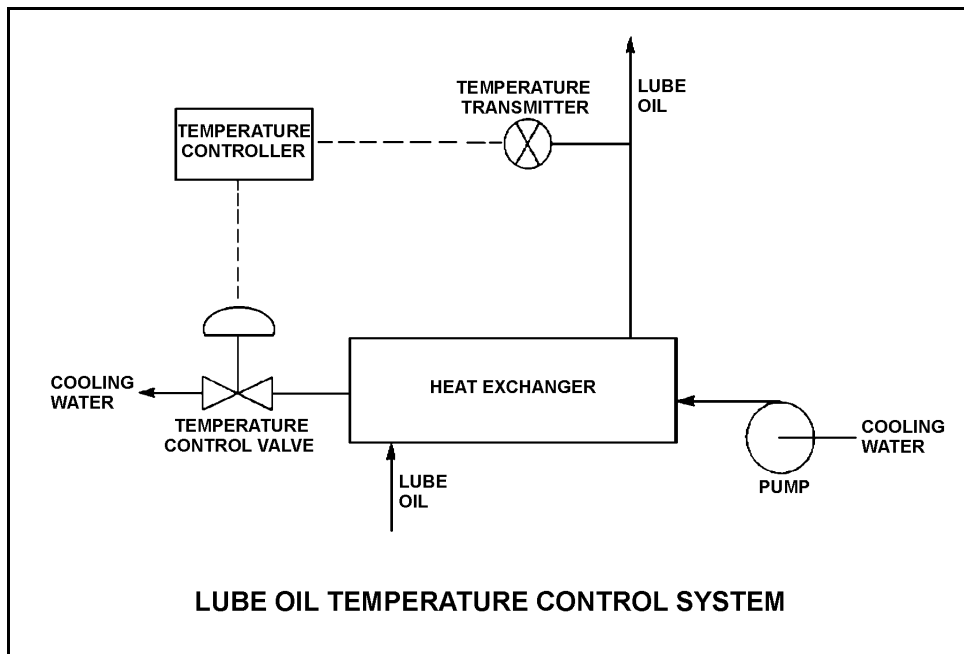 TEMPERATURE
TRANSMITTER
LUBE
OIL
TEMPERATURE
CONTROLLER
COOLING
WATER
TEMPERATURE
CONTROL VALVE
HEAT EXCHANGER
LUBE
OIL
COOLING
WATER
PUMP
LUBE OIL TEMPERATURE CONTROL SYSTEM